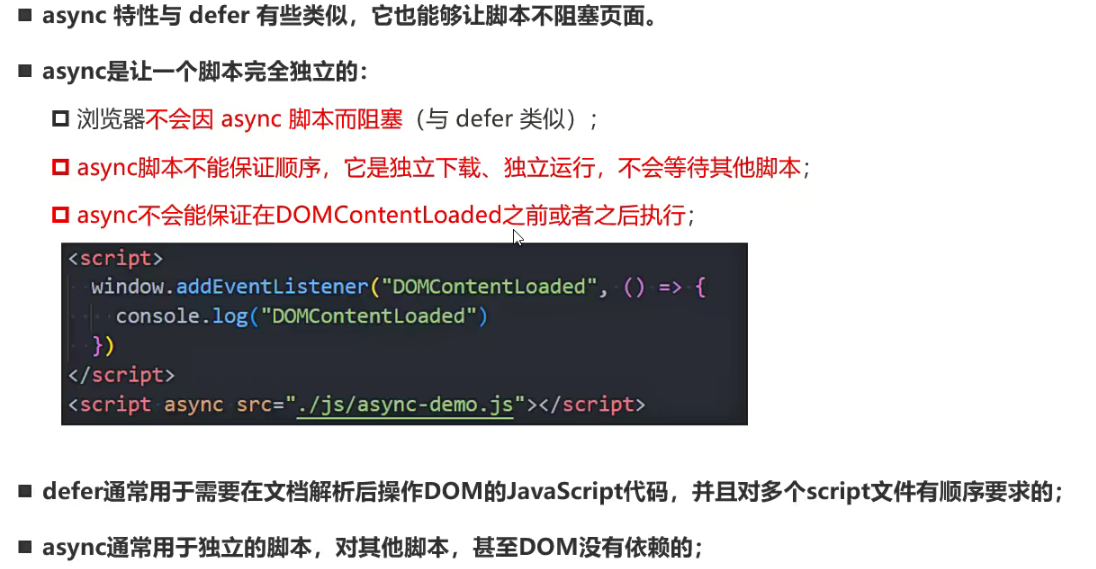 async 特性与 defer 有些类似，它也能够让脚本不阻塞页面。
async是让一个脚本完全独立的：
浏览器不会因 async 脚本而阻塞（与 defer 类似）；
async脚本不能保证顺序，它是独立下载、独立运行，不会等待其他脚本；
async不会能保证在DOMContentLoaded之前或者之后执行；
<script>
window.addEventListener("DOMContentLoaded", () => {
console.log("DOMContentLoaded")
})
</script>
<script async src="./js/async-demo.js"></script>
defer通常用于需要在文档解析后操作DOM的JavaScript代码，并且对多个script文件有顺序要求的；
async通常用于独立的脚本，对其他脚本，甚至DOM没有依赖的；